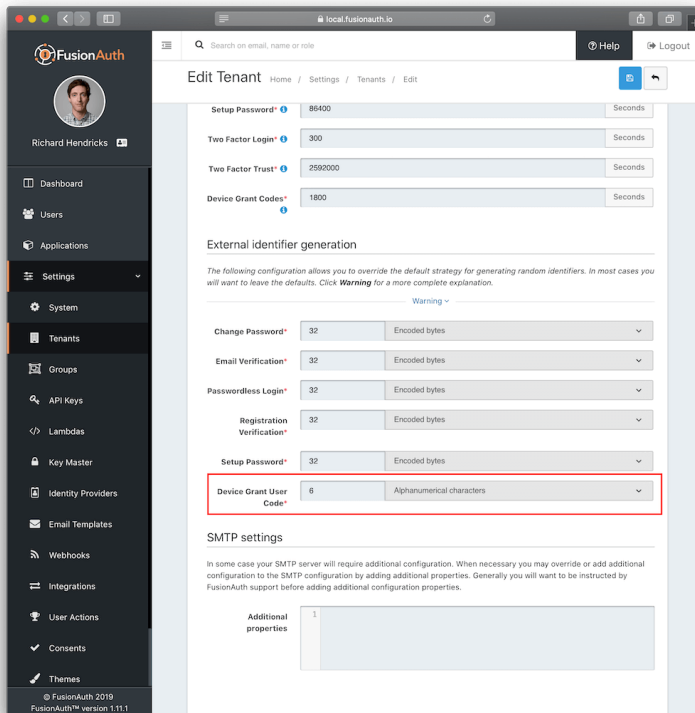 local.fusionauth.io
FusionAuth
Search on email, name or role
Help
Logout
Edit Tenant Home / Settings / Tenants / Edit
Richard Hendricks
Dashboard
Users
Applications
Settings
System
Tenants
Groups
API Keys
Lambdas
Key Master
Identity Providers
Email Templates
Webhooks
Integrations
User Actions
Consents
Themes
© FusionAuth 2019
FusionAuth™ version 1.11.1
Setup Password* 86400 Seconds
Two Factor Login* 300 Seconds
Two Factor Trust* 2592000 Seconds
Device Grant Codes* 1800 Seconds
External identifier generation
The following configuration allows you to override the default strategy for generating random identifiers. In most cases you
will want to leave the defaults. Click Warning for a more complete explanation.
Warning
Change Password* 32 Encoded bytes
Email Verification* 32 Encoded bytes
Passwordless Login* 32 Encoded bytes
Registration 32 Encoded bytes
Verification*
Setup Password* 32 Encoded bytes
Device Grant User 6 Alphanumerical characters
Code*
SMTP settings
In some case your SMTP server will require additional configuration. When necessary you may override or add additional
configuration to the SMTP configuration by adding additional properties. Generally you will want to be instructed by
FusionAuth support before adding additional configuration properties.
Additional 1
properties